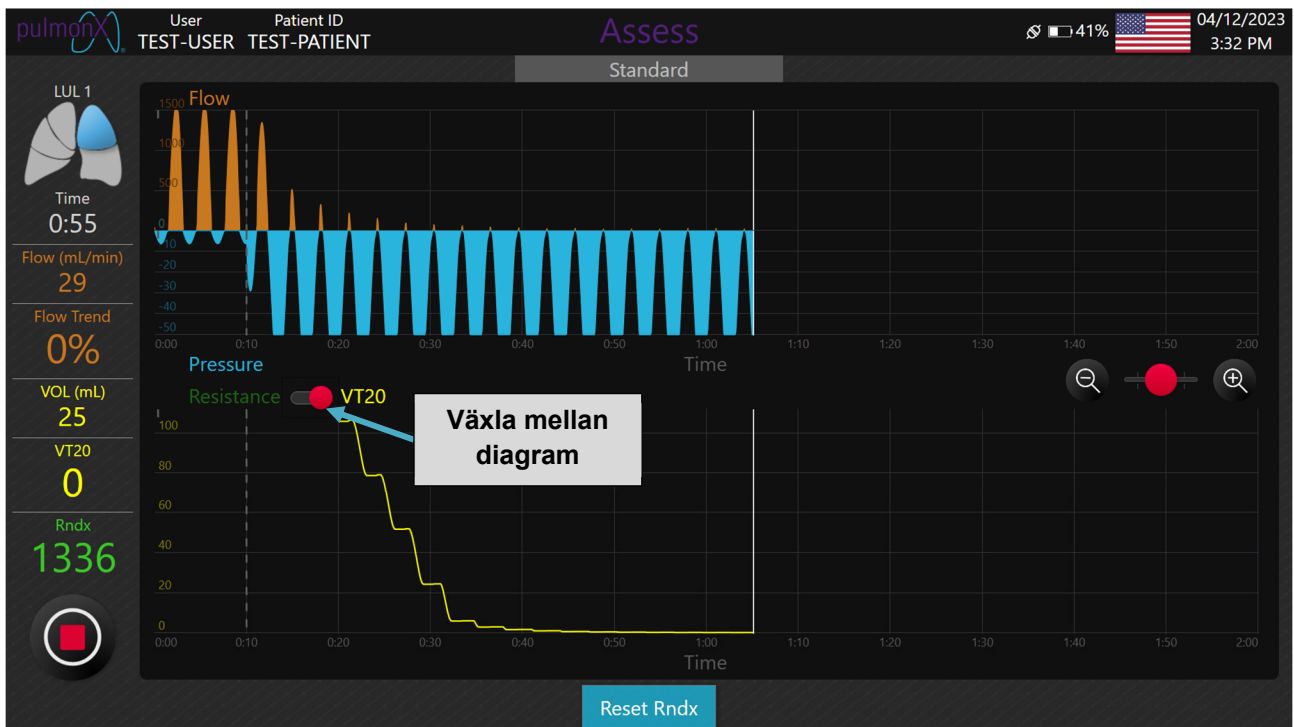 pulmonX
User
TEST-USER
Patient ID
TEST-PATIENT
Assess
41%
04/12/2023
3:32 PM
Standard
LUL 1
Time
0:55
Flow (mL/min)
29
Flow Trend
0%
VOL (mL)
25
VT20
0
Rndx
1336
Flow
1500
1000
500
0
-10
-20
-30
-40
-50
0:00 0:10 0:20 0:30 0:40 0:50 1:00 1:10 1:20 1:30 1:40 1:50 2:00
Pressure
Time
Resistance VT20
Växla mellan
diagram
100
80
60
40
20
0
0:00 0:10 0:20 0:30 0:40 0:50 1:00 1:10 1:20 1:30 1:40 1:50 2:00
Time
Reset Rndx